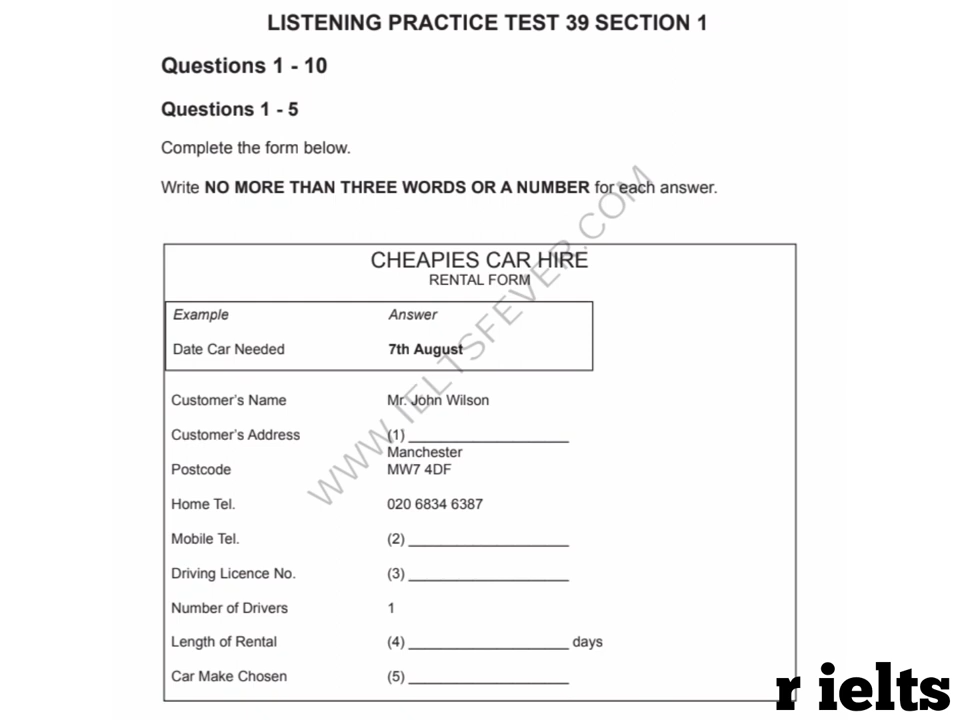 LISTENING PRACTICE TEST 39 SECTION 1
Questions 1 - 10
Questions 1 - 5
Complete the form below.
Write NO MORE THAN THREE WORDS OR A NUMBER for each answer.
CHEAPIES CAR HIRE
RENTAL FORM
Example Answer
Date Car Needed 7th August
Customer's Name Mr. John Wilson
Customer's Address (1) ____________________
Manchester
Postcode MW7 4DF
Home Tel. 020 6834 6387
Mobile Tel. (2) ____________________
Driving Licence No. (3) ____________________
Number of Drivers 1
Length of Rental (4) ____________________ days
Car Make Chosen (5) ____________________
WWW.IELTSFEVER.COM
r ielts